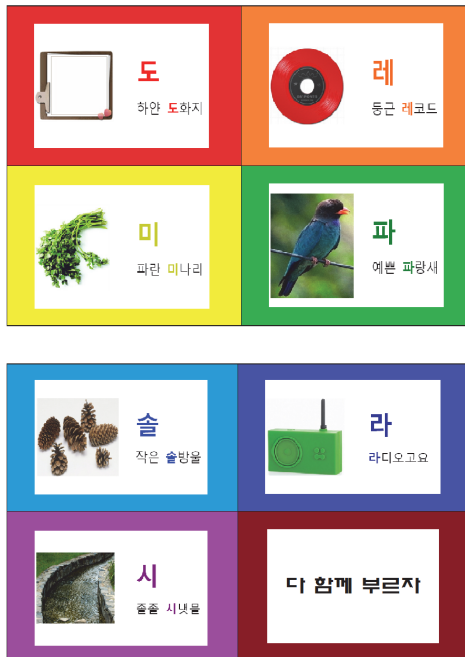 도
하얀 도화지
레
둥근 레코드
미
파란 미나리
파
예쁜 파랑새
솔
작은 솔방울
라
라디오고요
시
졸졸 시냇물
다 함께 부르자